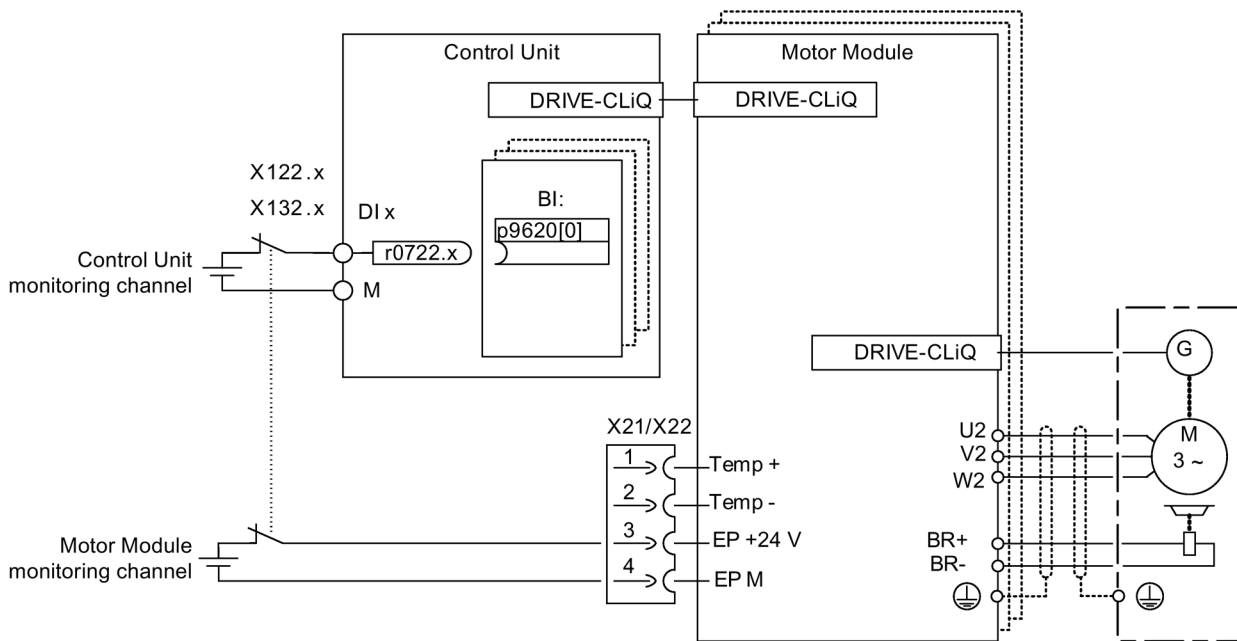 Control Unit
Motor Module
DRIVE-CLiQ
DRIVE-CLiQ
X122.x
X132.x
DI x
BI:
p9620[0]
r0722.x
Control Unit
monitoring channel
M
DRIVE-CLiQ
G
X21/X22
1
Temp +
2
Temp -
3
EP +24 V
4
EP M
U2
V2
W2
M
3 ~
Motor Module
monitoring channel
BR+
BR-